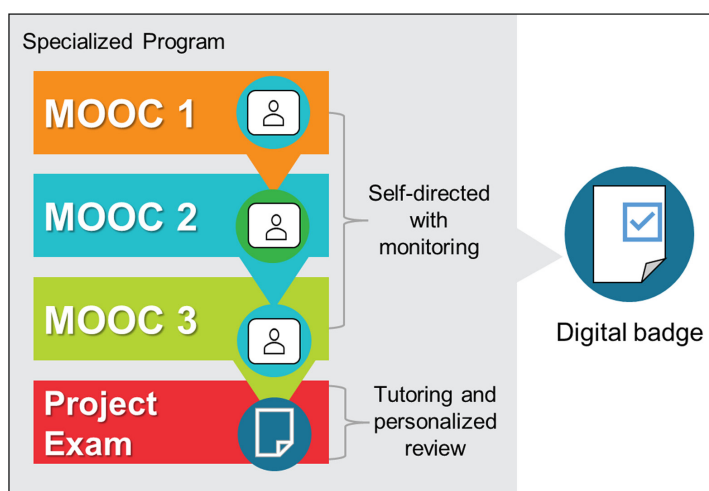 Specialized Program
MOOC 1
MOOC 2
MOOC 3
Project
Exam
Self-directed
with
monitoring
Tutoring and
personalized
review
Digital badge